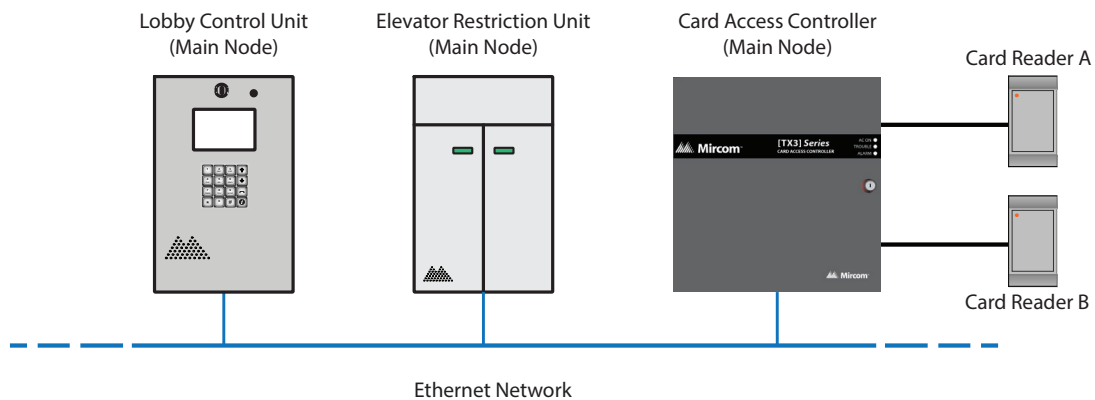 Lobby Control Unit
(Main Node)
Elevator Restriction Unit
(Main Node)
Card Access Controller
(Main Node)
Card Reader A
Mircom
[TX3] Series
CARD ACCESS CONTROLLER
AC ON
TROUBLE
ALARM
Mircom
Card Reader B
Ethernet Network